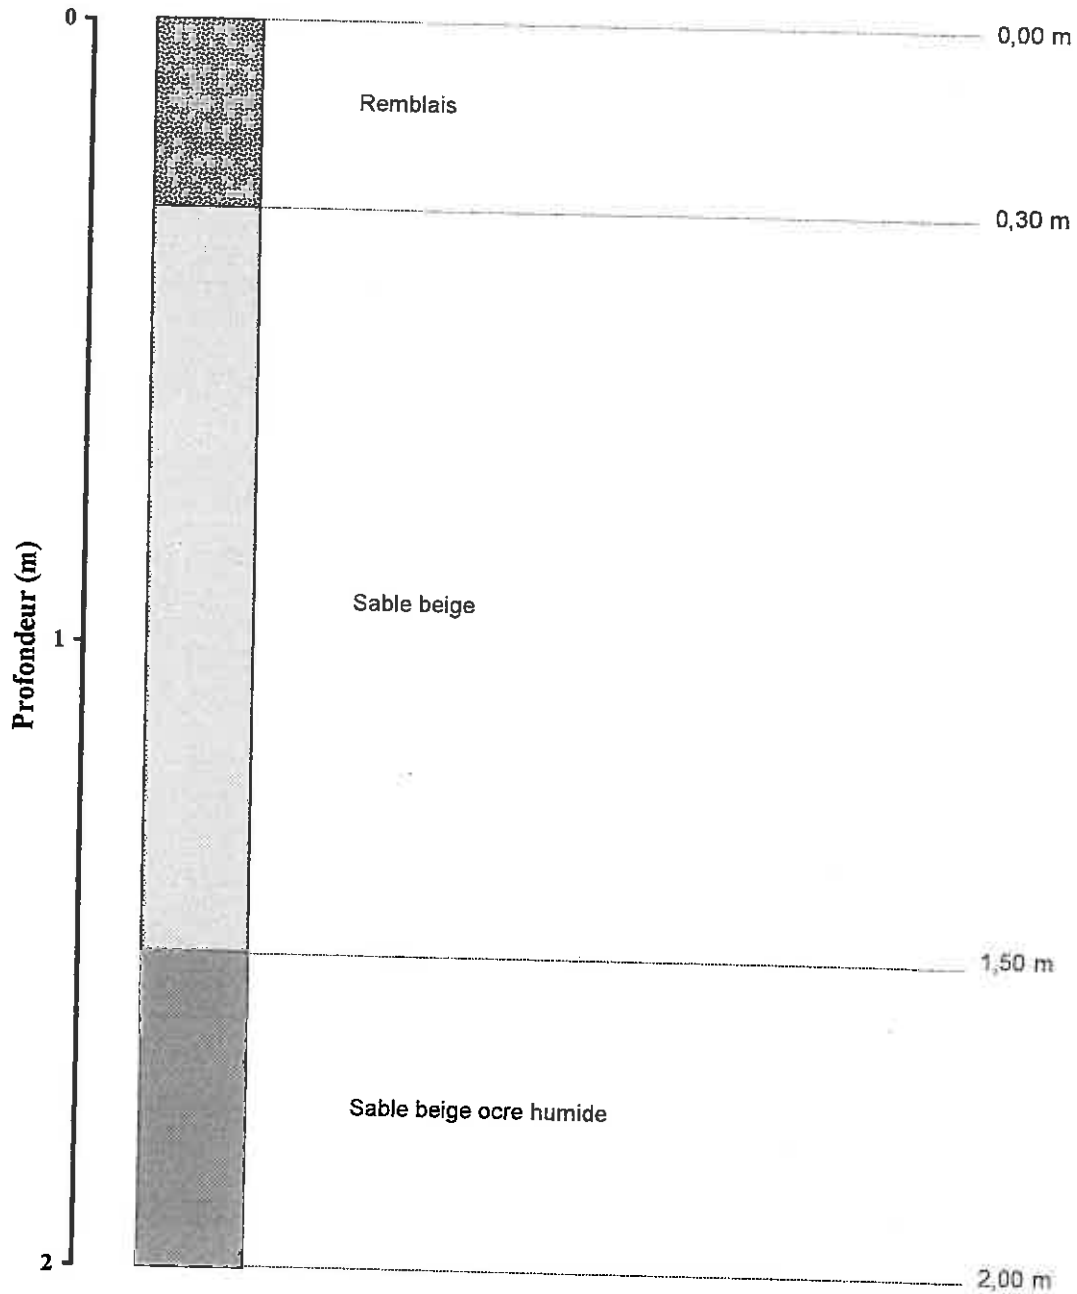 0
0,00 m
Remblais
0,30 m
Profondeur (m)
Sable beige
1
1,50 m
Sable beige ocre humide
2
2,00 m